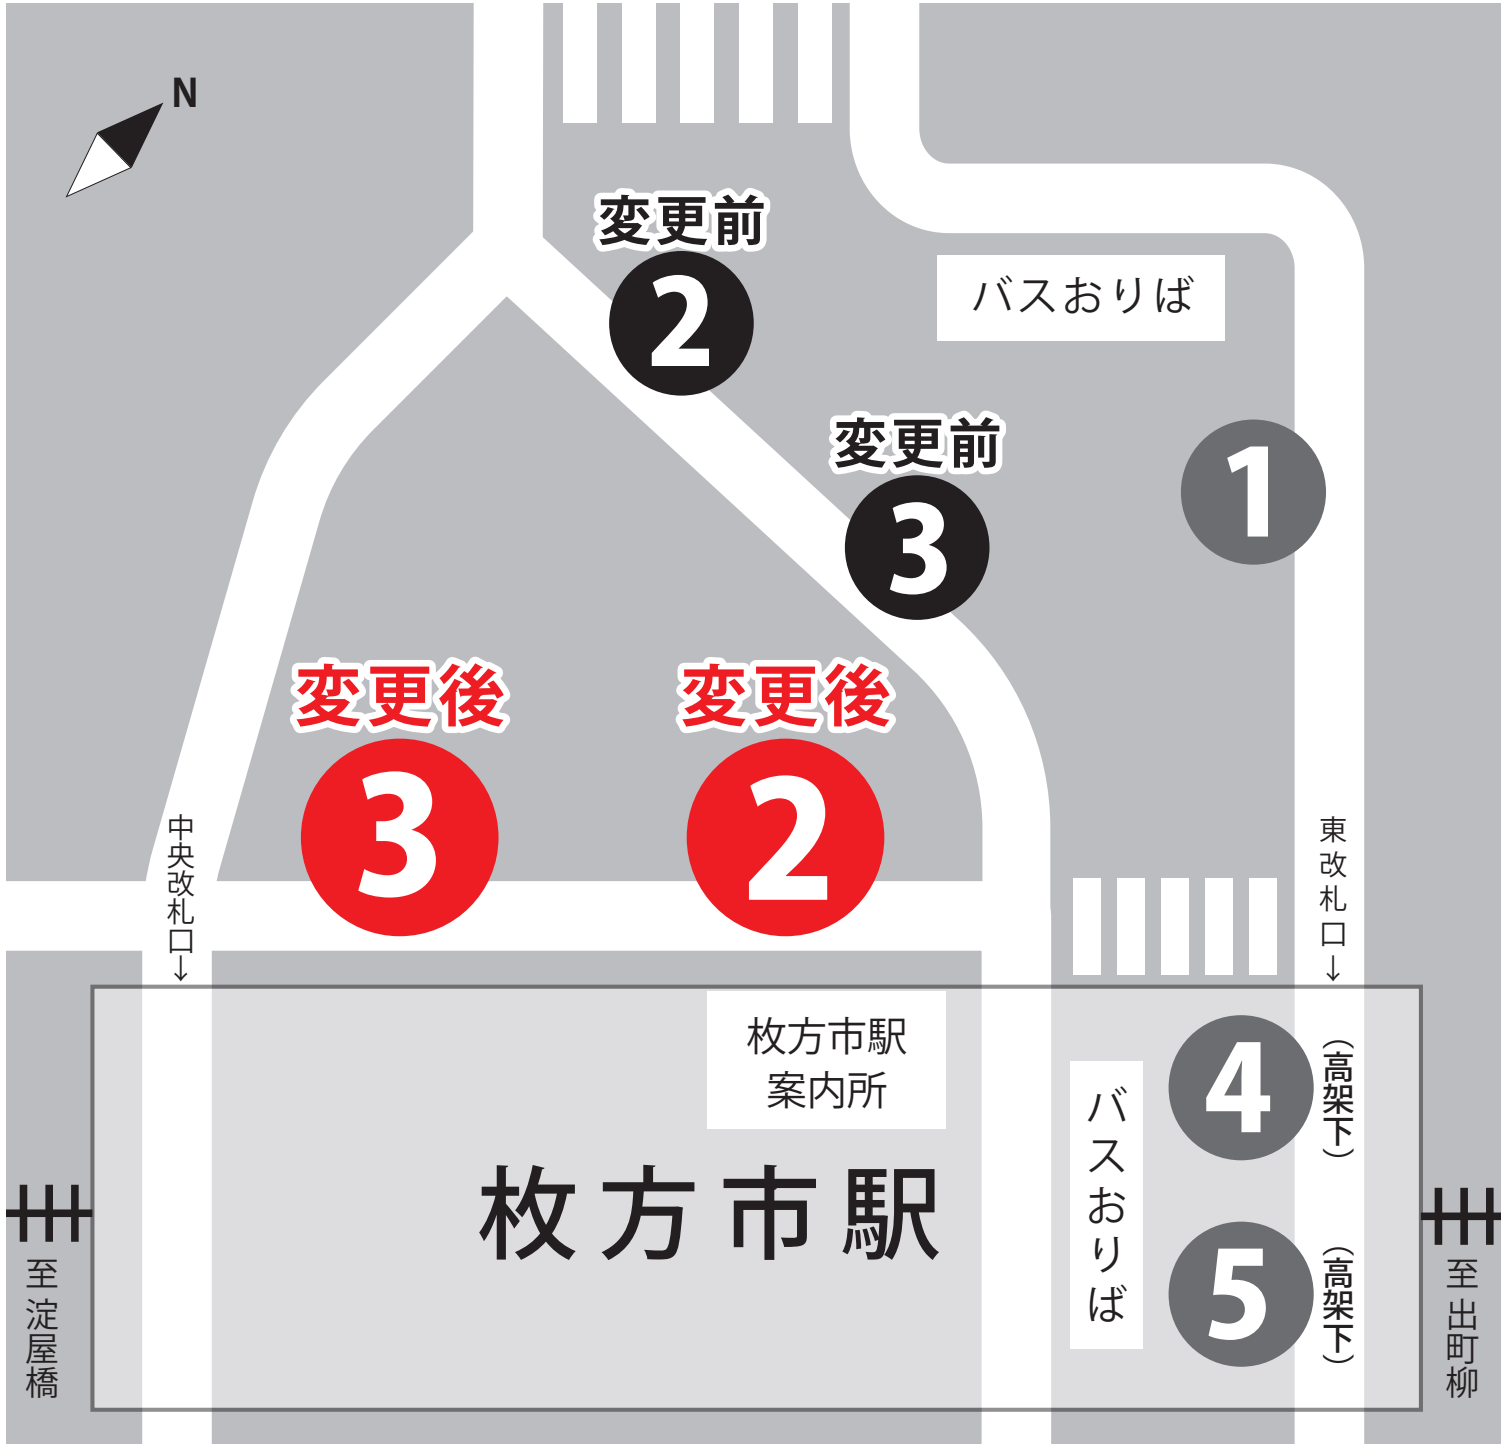 N
変更前
2
バスおりば
変更前
3
1
変更後
3
変更後
2
中央改札口→
東改札口→
枚方市駅
案内所
4
(高架下)
バスおりば
枚方市駅
5
(高架下)
至 淀屋橋
至 出町柳